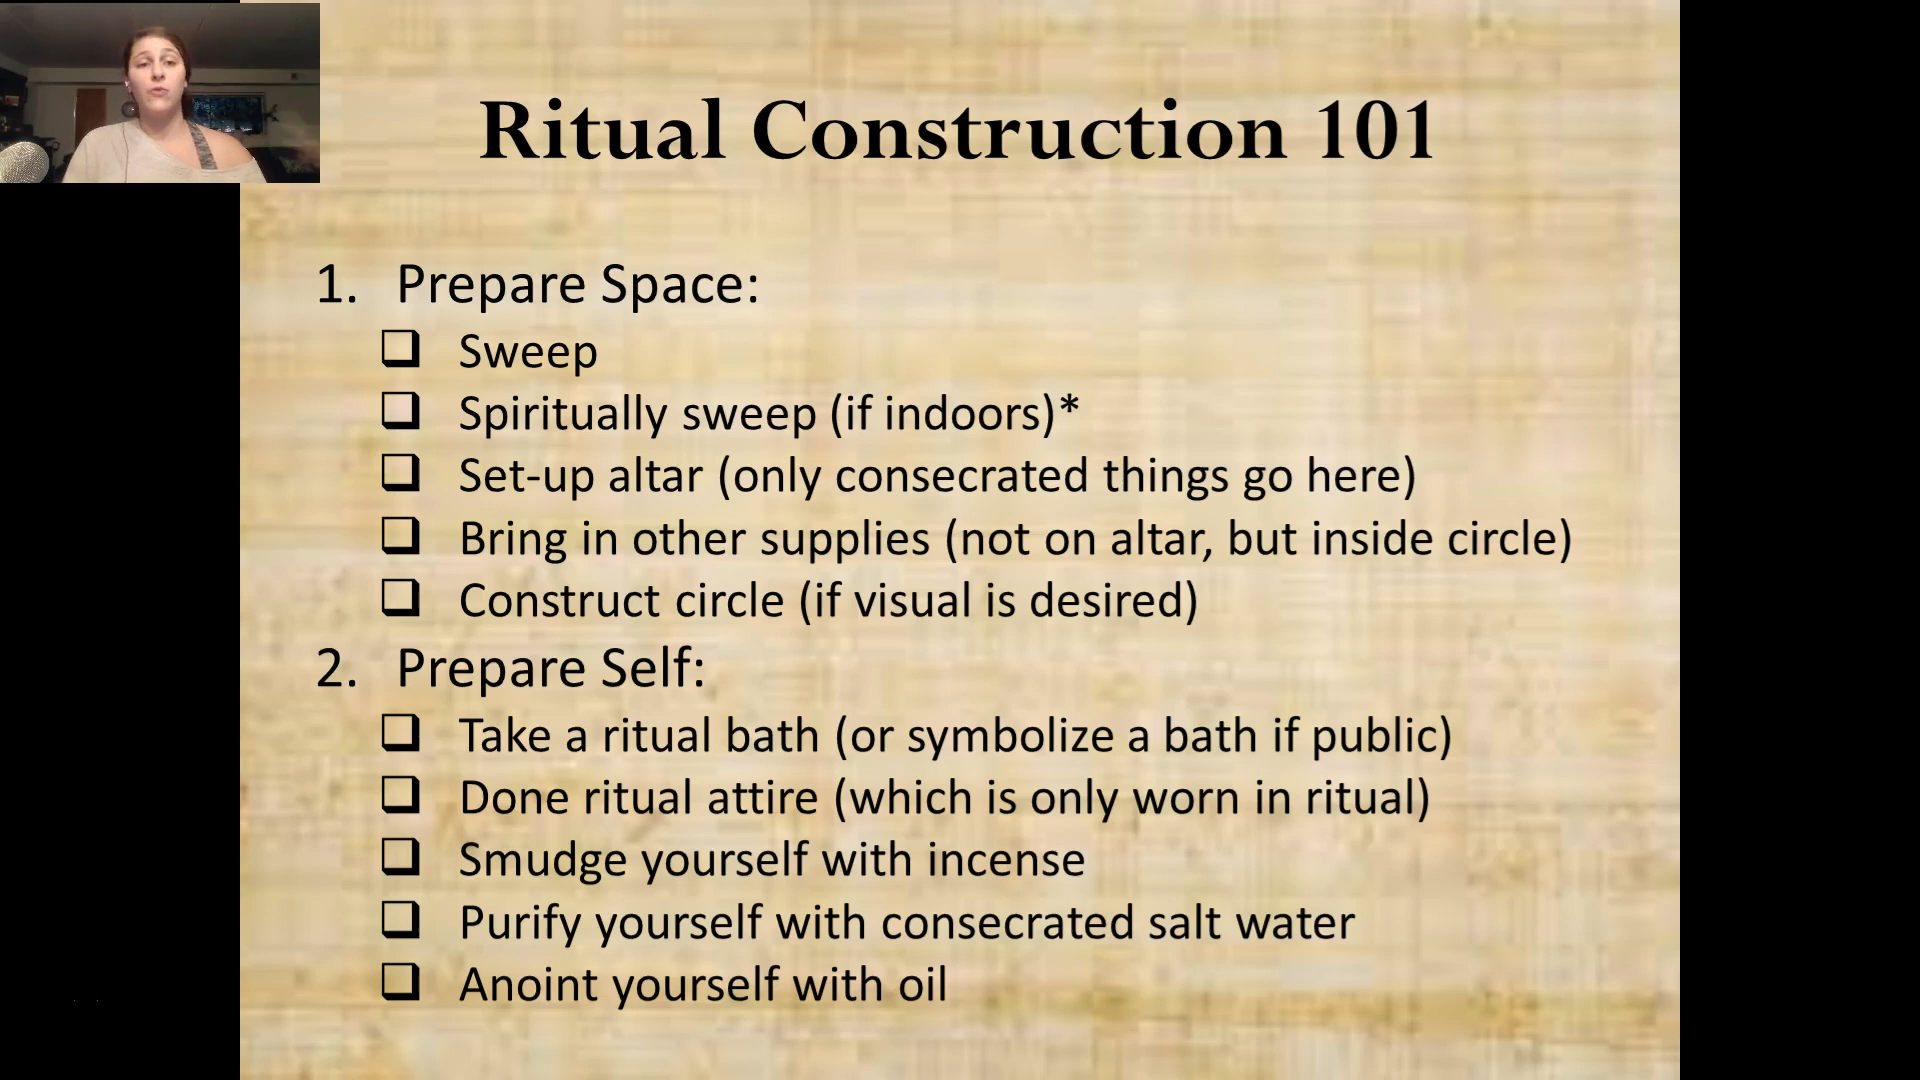 Ritual Construction 101
1. Prepare Space:
Sweep
Spiritually sweep (if indoors)*
Set-up altar (only consecrated things go here)
Bring in other supplies (not on altar, but inside circle)
Construct circle (if visual is desired)
2. Prepare Self:
Take a ritual bath (or symbolize a bath if public)
Done ritual attire (which is only worn in ritual)
Smudge yourself with incense
Purify yourself with consecrated salt water
Anoint yourself with oil